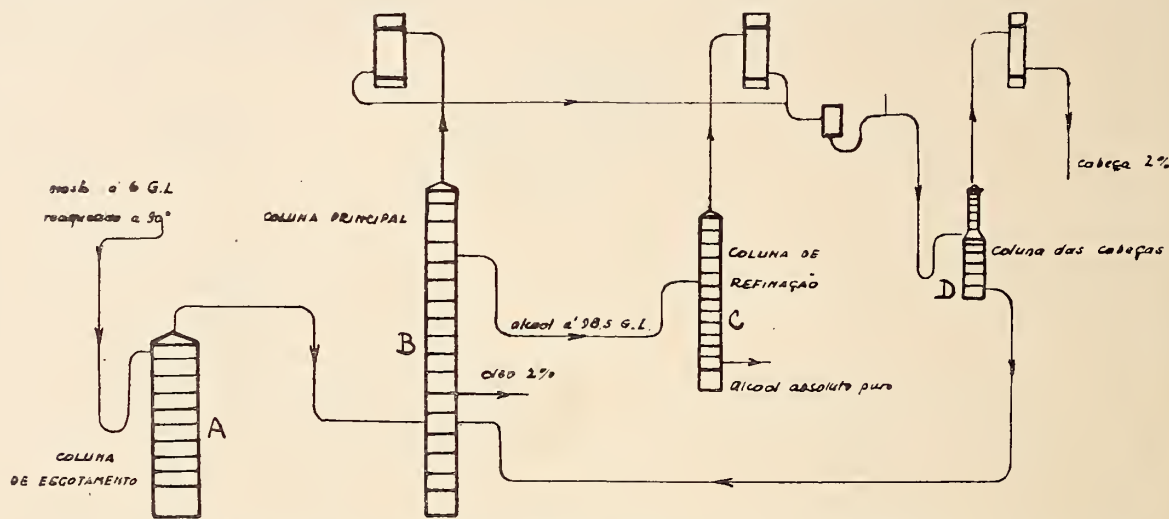 mosto a 6 G.L
reaquecido a 90°
COLUNA PRINCIPAL
COLUNA
DE ESGOTAMENTO
A
B
alcool a 98,5 G.L.
oleo 2%
COLUNA DE
REFINAÇÃO
C
alcool absoluto puro
cabeça 2%
coluna das cabeças
D